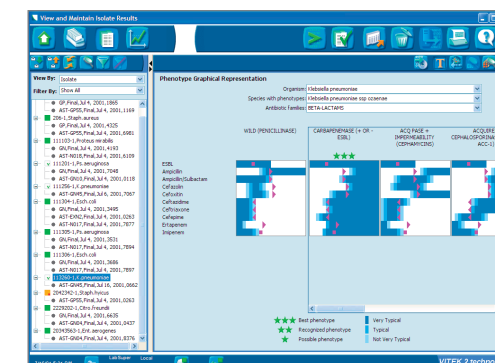 View and Maintain Isolate Results
View By: Isolate
Filter By: Show All
GP,Final,Jul 4, 2001,1865
AST-GP55,Final,Jul 4, 2001,1169
206-1,Staph.aureus
GP,Final,Jul 4, 2001,4325
AST-GP55,Final,Jul 4, 2001,6981
111103-1,Proteus mirabilis
GN,Final,Jul 4, 2001,4193
AST-N018,Final,Jul 4, 2001,6109
111201-1,Ps.aeruginosa
GN,Final,Jul 4, 2001,7048
AST-GN10,Final,Jul 4, 2001,0118
111256-1,K.pneumoniae
AST-GN45,Final,Jul 6, 2001,7067
111304-1,Esch.coli
GN,Final,Jul 4, 2001,3495
AST-EXN2,Final,Jul 4, 2001,0263
AST-N017,Final,Jul 4, 2001,7877
111305-1,Ps.aeruginosa
GN,Final,Jul 4, 2001,3531
AST-N017,Final,Jul 4, 2001,7894
111306-1,Esch.coli
GN,Final,Jul 4, 2001,3686
AST-N017,Final,Jul 4, 2001,7897
113260-1,K.pneumoniae
AST-GN45,Final,Jul 16, 2001,0662
2042342-1,Staph.hyicus
AST-GP55,Final,Jul 4, 2001,0263
2229202-1,Citro.freundii
GN,Final,Jul 4, 2001,6635
AST-GN04,Final,Jul 4, 2001,0437
20343563-1,Ent.aerogenes
AST-GN04,Final,Jul 4, 2001,8376
Phenotype Graphical Representation
Organism: Klebsiella pneumoniae
Species with phenotypes: Klebsiella pneumoniae ssp ozaenae
Antibiotic families: BETA-LACTAMS
WILD (PENICILLINASE)
CARBAPENEMASE (+ OR - ESBL)
ACQ PASE + IMPERMEABILITY (CEPHAMYCINS)
ACQUIRE CEPHALOSPORINA ACC-1)
ESBL
Ampicillin
Ampicillin/Sulbactam
Cefazolin
Cefoxitin
Ceftazidime
Ceftriaxone
Cefepime
Ertapenem
Imipenem
Best phenotype
Very Typical
Recognized phenotype
Typical
Possible phenotype
Not Very Typical
LabSuper
Local
VITEK 2 techno